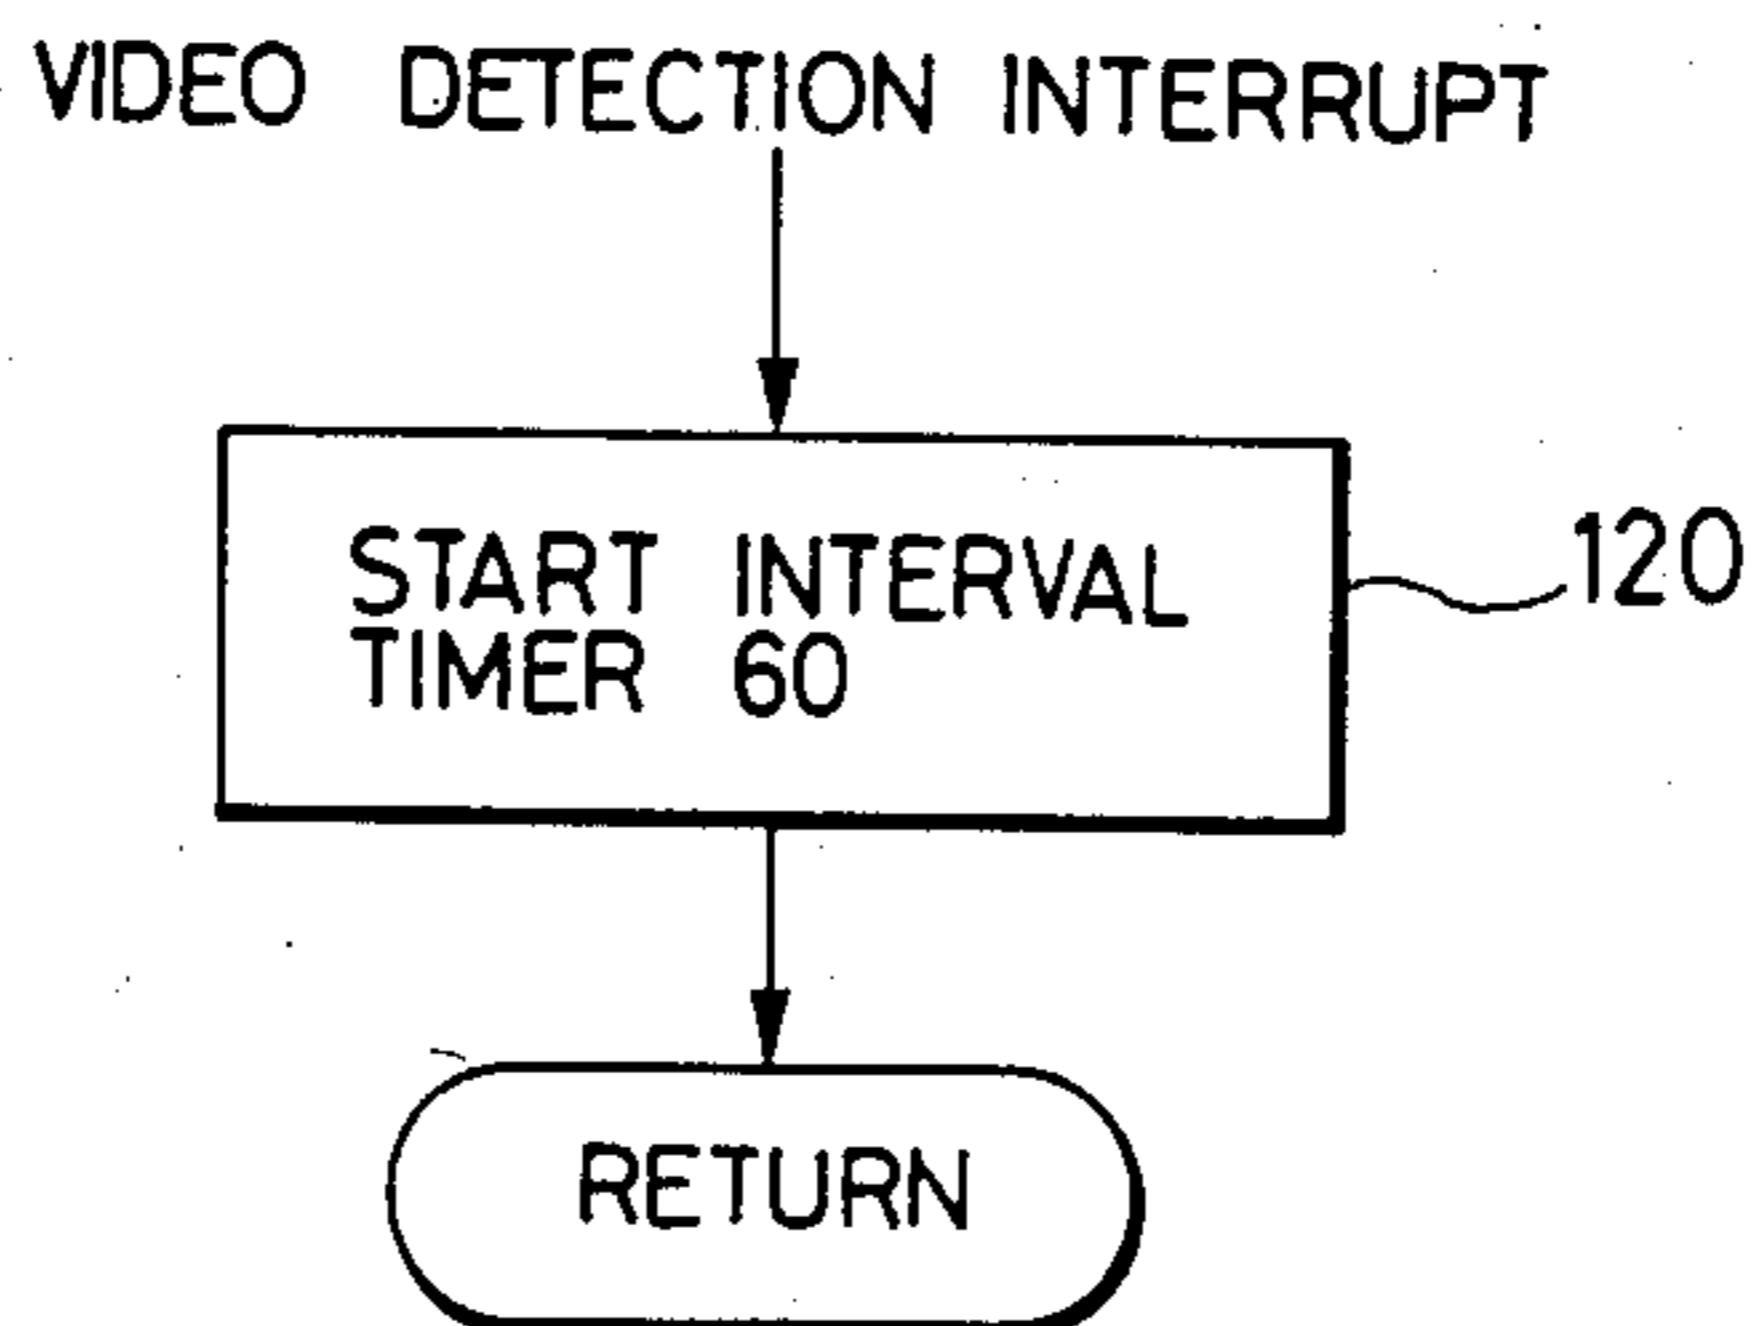 VIDEO DETECTION INTERRUPT
START INTERVAL
TIMER 60
120
RETURN